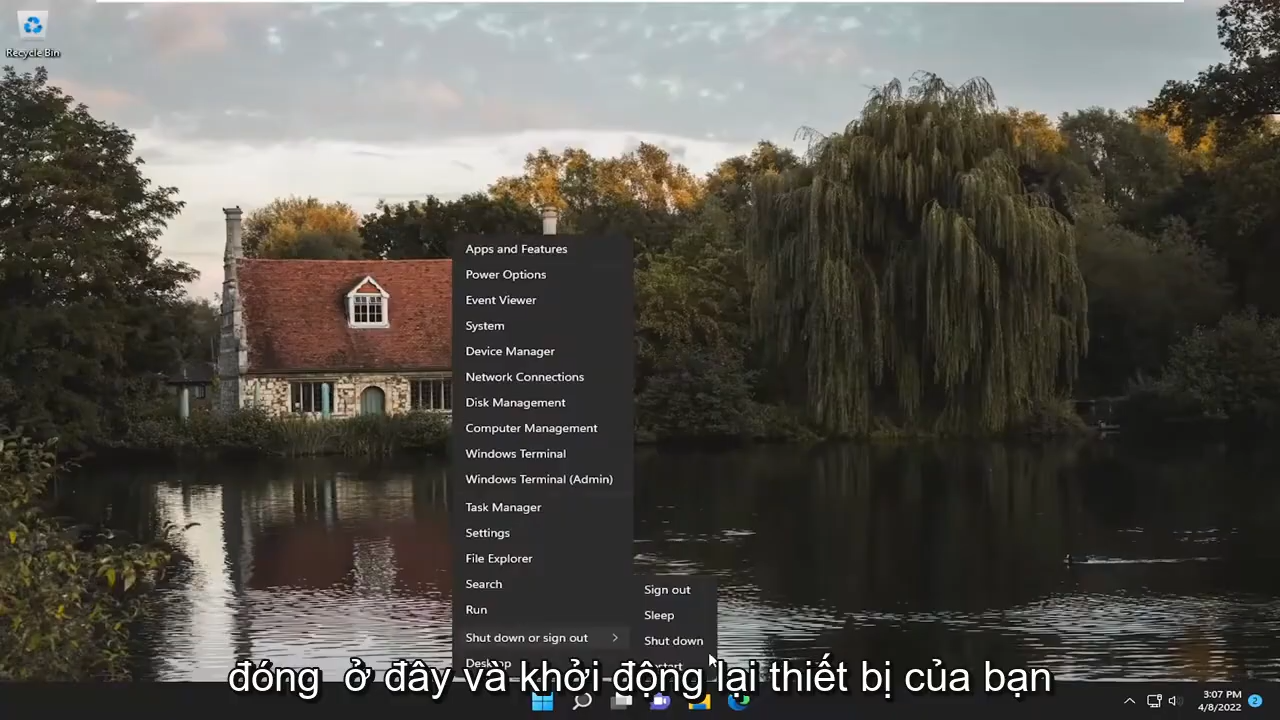 Recycle Bin
Apps and Features
Power Options
Event Viewer
System
Device Manager
Network Connections
Disk Management
Computer Management
Windows Terminal
Windows Terminal (Admin)
Task Manager
Settings
File Explorer
Search
Run
Shut down or sign out
Desktop
Sign out
Sleep
Shut down
Restart
đóng ở đây và khởi động lại thiết bị của bạn
3:07 PM
4/8/2022
2